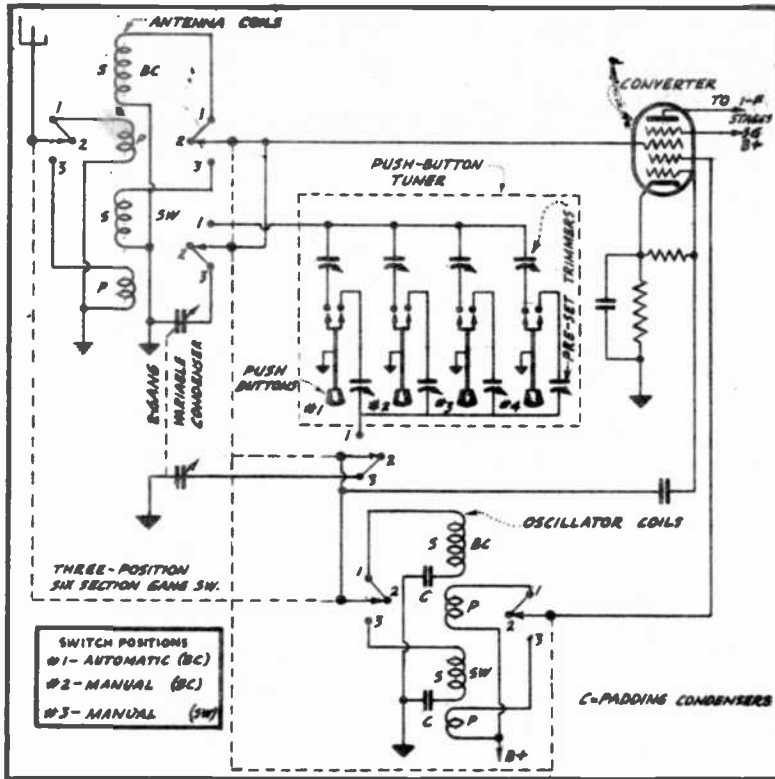 ANTENNA COILS
S BC
1
2
3
P
1
2
3
S SW
P
1
2
3
2-GANG
VARIABLE
CONDENSER
CONVERTER
TO I-F
STAGES
SG
B+
PUSH-BUTTON
TUNER
PRE-SET TRIMMERS
PUSH
BUTTONS
#1
#2
#3
#4
1
2
3
OSCILLATOR COILS
S BC
C
1
2
3
P
1
2
3
S SW
C
P
B+
THREE-POSITION
SIX SECTION GANG SW.
SWITCH POSITIONS
#1- AUTOMATIC (BC)
#2- MANUAL (BC)
#3- MANUAL (SW)
C=PADDING CONDENSERS